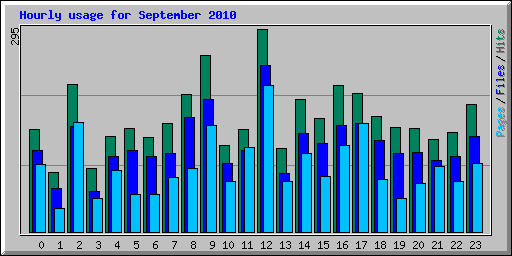 Hourly usage for September 2010
295
Pages / Files / Hits
0 1 2 3 4 5 6 7 8 9 10 11 12 13 14 15 16 17 18 19 20 21 22 23